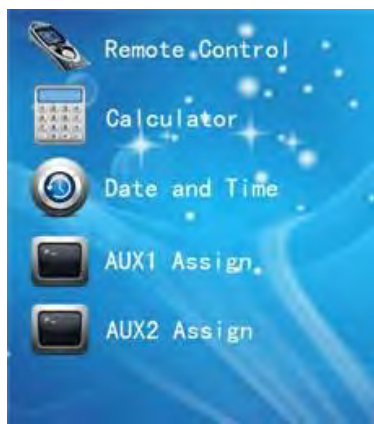 Remote Control
Calculator
Date and Time
AUX1 Assign
AUX2 Assign